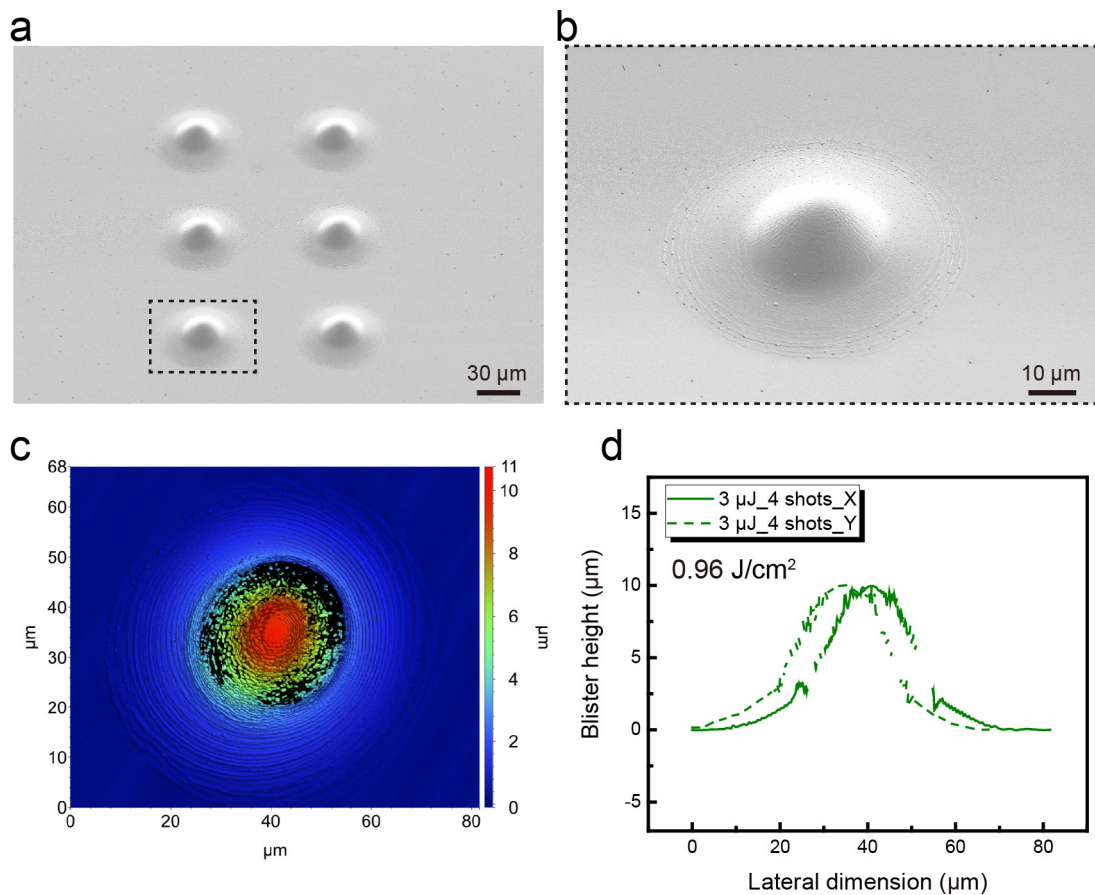 a
30 µm
b
10 µm
c
68
60
50
40
30
20
10
0
µm
0
20
40
60
80
µm
11
10
8
6
4
2
0
µm
d
3 µJ_4 shots_X
3 µJ_4 shots_Y
0.96 J/cm²
15
10
5
0
-5
Blister height (µm)
0
20
40
60
80
Lateral dimension (µm)